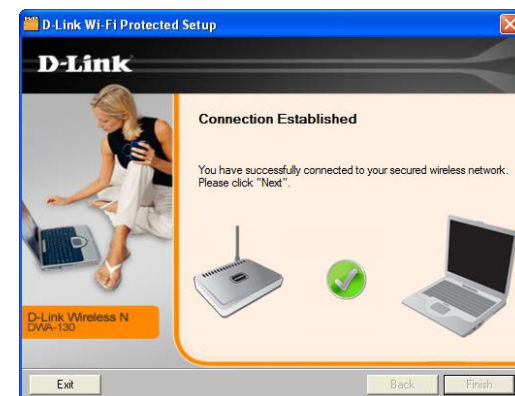 D-Link Wi-Fi Protected Setup
D-Link
Connection Established
You have successfully connected to your secured wireless network.
Please click "Next".
D-Link Wireless N
DWA-130
Exit
Back
Finish